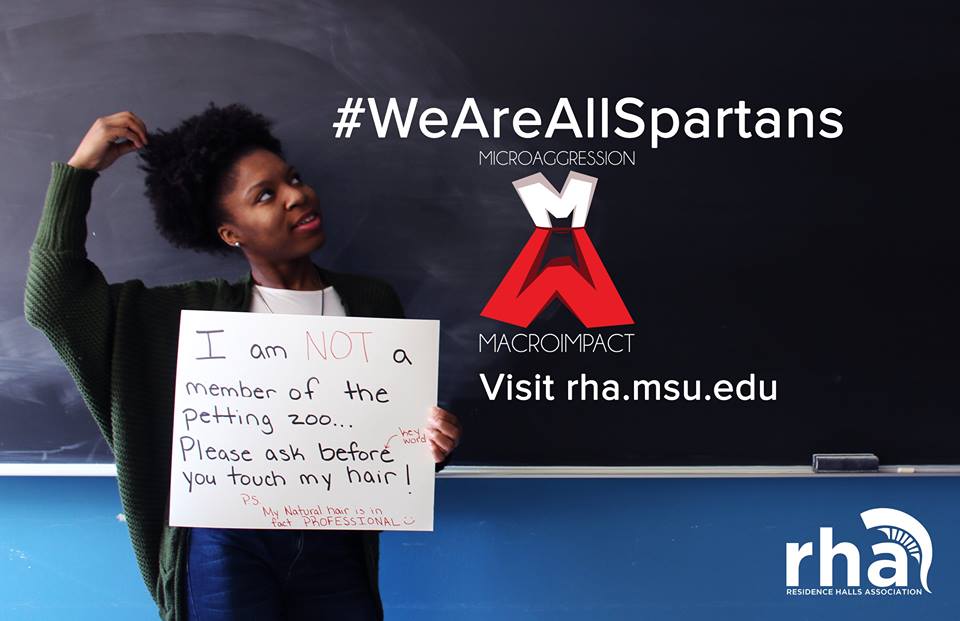 #WeAreAllSpartans
MICROAGGRESSION
M
MACROIMPACT
Visit rha.msu.edu
I am NOT a
member of the
petting zoo...
key
word
Please ask before
you touch my hair!
P.S.
My Natural hair is in
fact PROFESSIONAL
rha
RESIDENCE HALLS ASSOCIATION